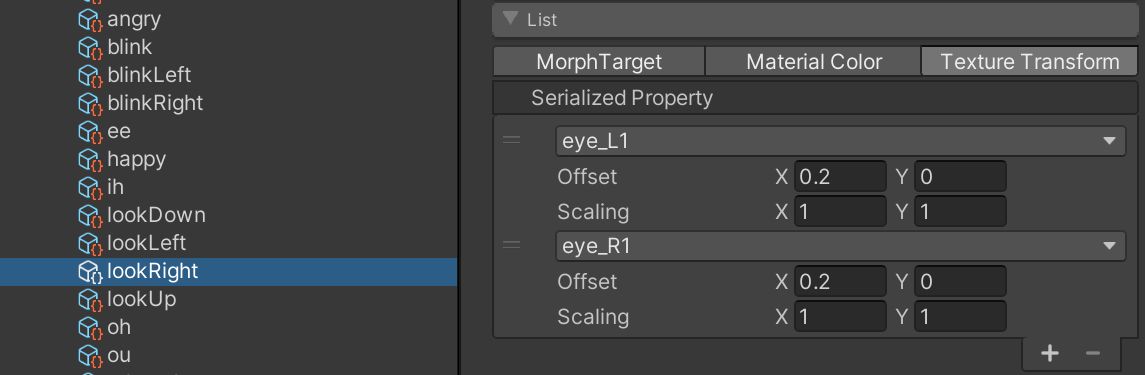 angry
blink
blinkLeft
blinkRight
ee
happy
ih
lookDown
lookLeft
lookRight
lookUp
oh
ou
List
MorphTarget Material Color Texture Transform
Serialized Property
eye_L1
Offset X 0.2 Y 0
Scaling X 1 Y 1
eye_R1
Offset X 0.2 Y 0
Scaling X 1 Y 1